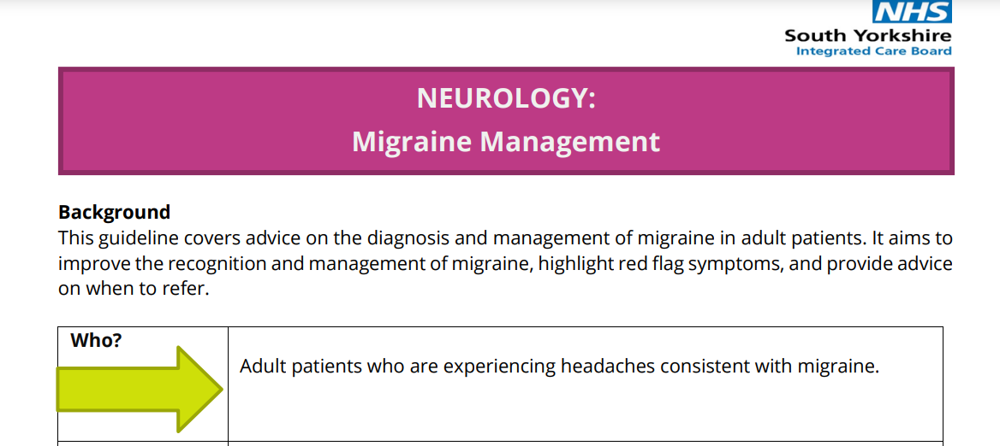 NHS
South Yorkshire
Integrated Care Board
NEUROLOGY:
Migraine Management
Background
This guideline covers advice on the diagnosis and management of migraine in adult patients. It aims to
improve the recognition and management of migraine, highlight red flag symptoms, and provide advice
on when to refer.
Who?
Adult patients who are experiencing headaches consistent with migraine.